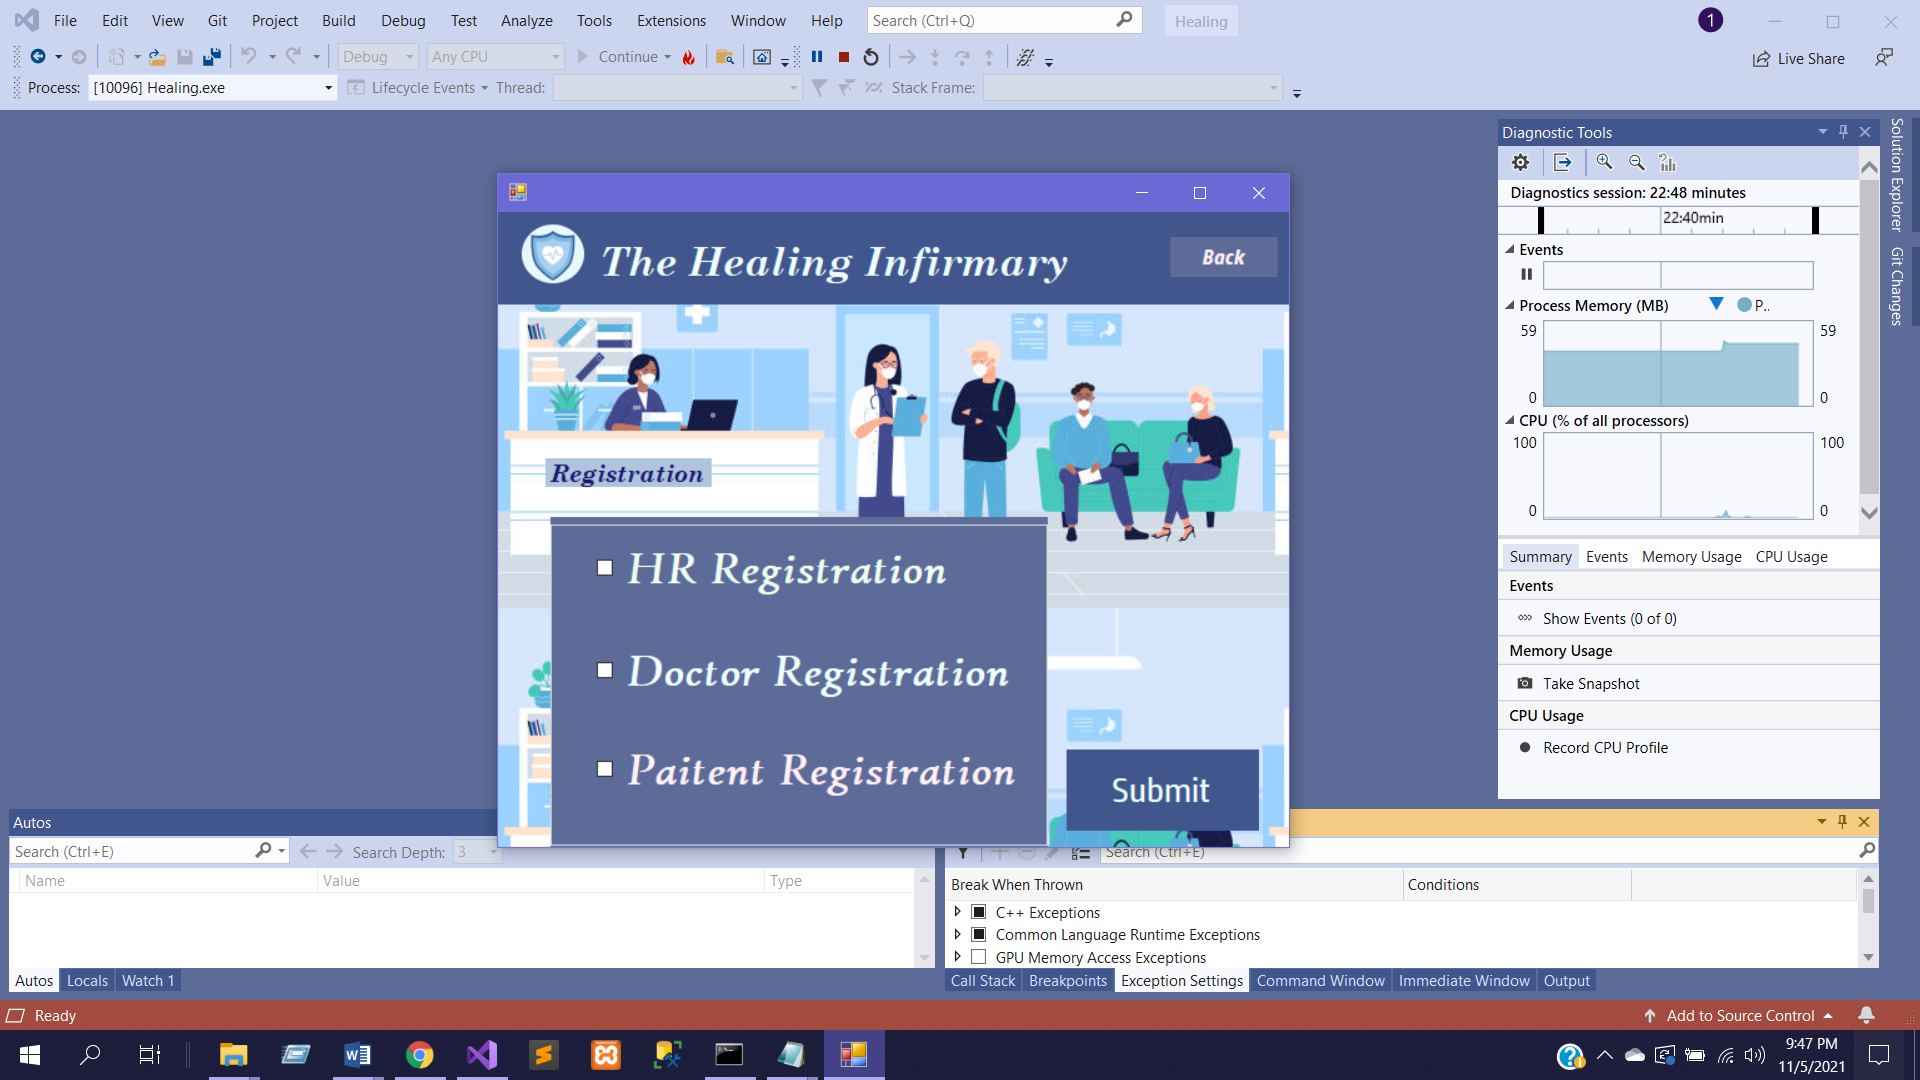 File Edit View Git Project Build Debug Test Analyze Tools Extensions Window Help Search (Ctrl+Q) Healing 1
Debug Any CPU Continue Live Share
Process: [10096] Healing.exe Lifecycle Events Thread: Stack Frame:
Diagnostic Tools
Diagnostics session: 22:48 minutes
22:40min
Events
Process Memory (MB) P..
59 59
0 0
CPU (% of all processors)
100 100
0 0
Summary Events Memory Usage CPU Usage
Events
Show Events (0 of 0)
Memory Usage
Take Snapshot
CPU Usage
Record CPU Profile
Solution Explorer
Git Changes
The Healing Infirmary
Back
Registration
HR Registration
Doctor Registration
Paitent Registration
Submit
Autos
Search (Ctrl+E) Search Depth: 3
Name Value Type
Autos Locals Watch 1
Search (Ctrl+E)
Break When Thrown Conditions
C++ Exceptions
Common Language Runtime Exceptions
GPU Memory Access Exceptions
Call Stack Breakpoints Exception Settings Command Window Immediate Window Output
Ready Add to Source Control
9:47 PM
11/5/2021